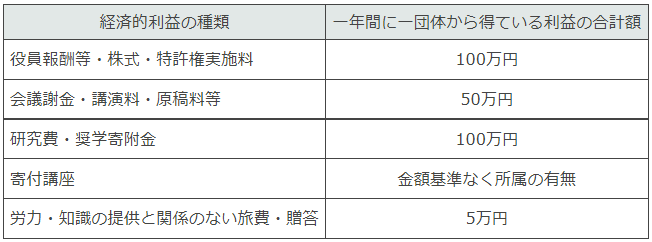 経済的利益の種類 一年間に一団体から得ている利益の合計額
役員報酬等・株式・特許権実施料 100万円
会議謝金・講演料・原稿料等 50万円
研究費・奨学寄附金 100万円
寄付講座 金額基準なく所属の有無
労力・知識の提供と関係のない旅費・贈答 5万円